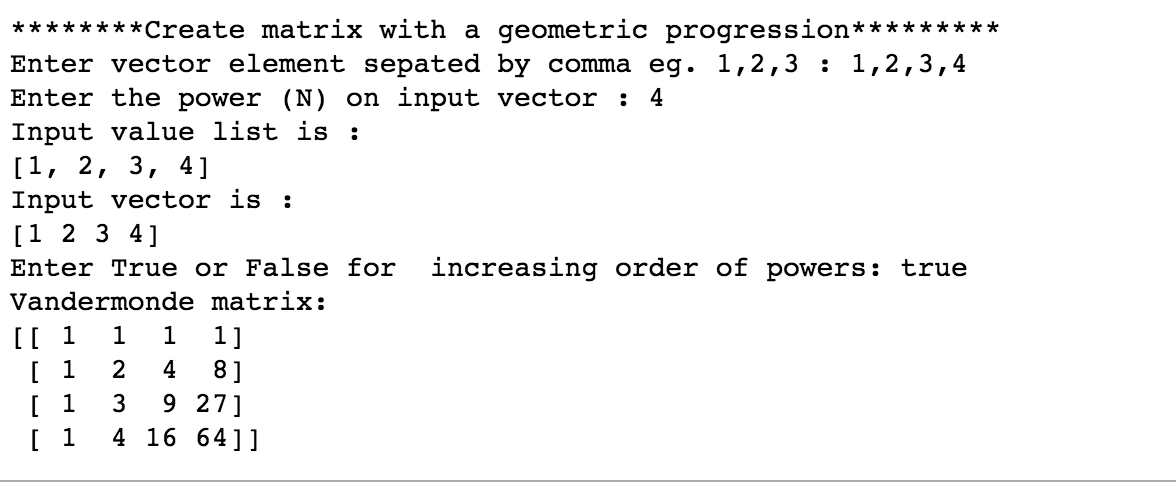 ********Create matrix with a geometric progression*********
Enter vector element sepated by comma eg. 1,2,3 : 1,2,3,4
Enter the power (N) on input vector : 4
Input value list is :
[1, 2, 3, 4]
Input vector is :
[1 2 3 4]
Enter True or False for  increasing order of powers: true
Vandermonde matrix:
[[ 1  1  1  1]
 [ 1  2  4  8]
 [ 1  3  9 27]
 [ 1  4 16 64]]